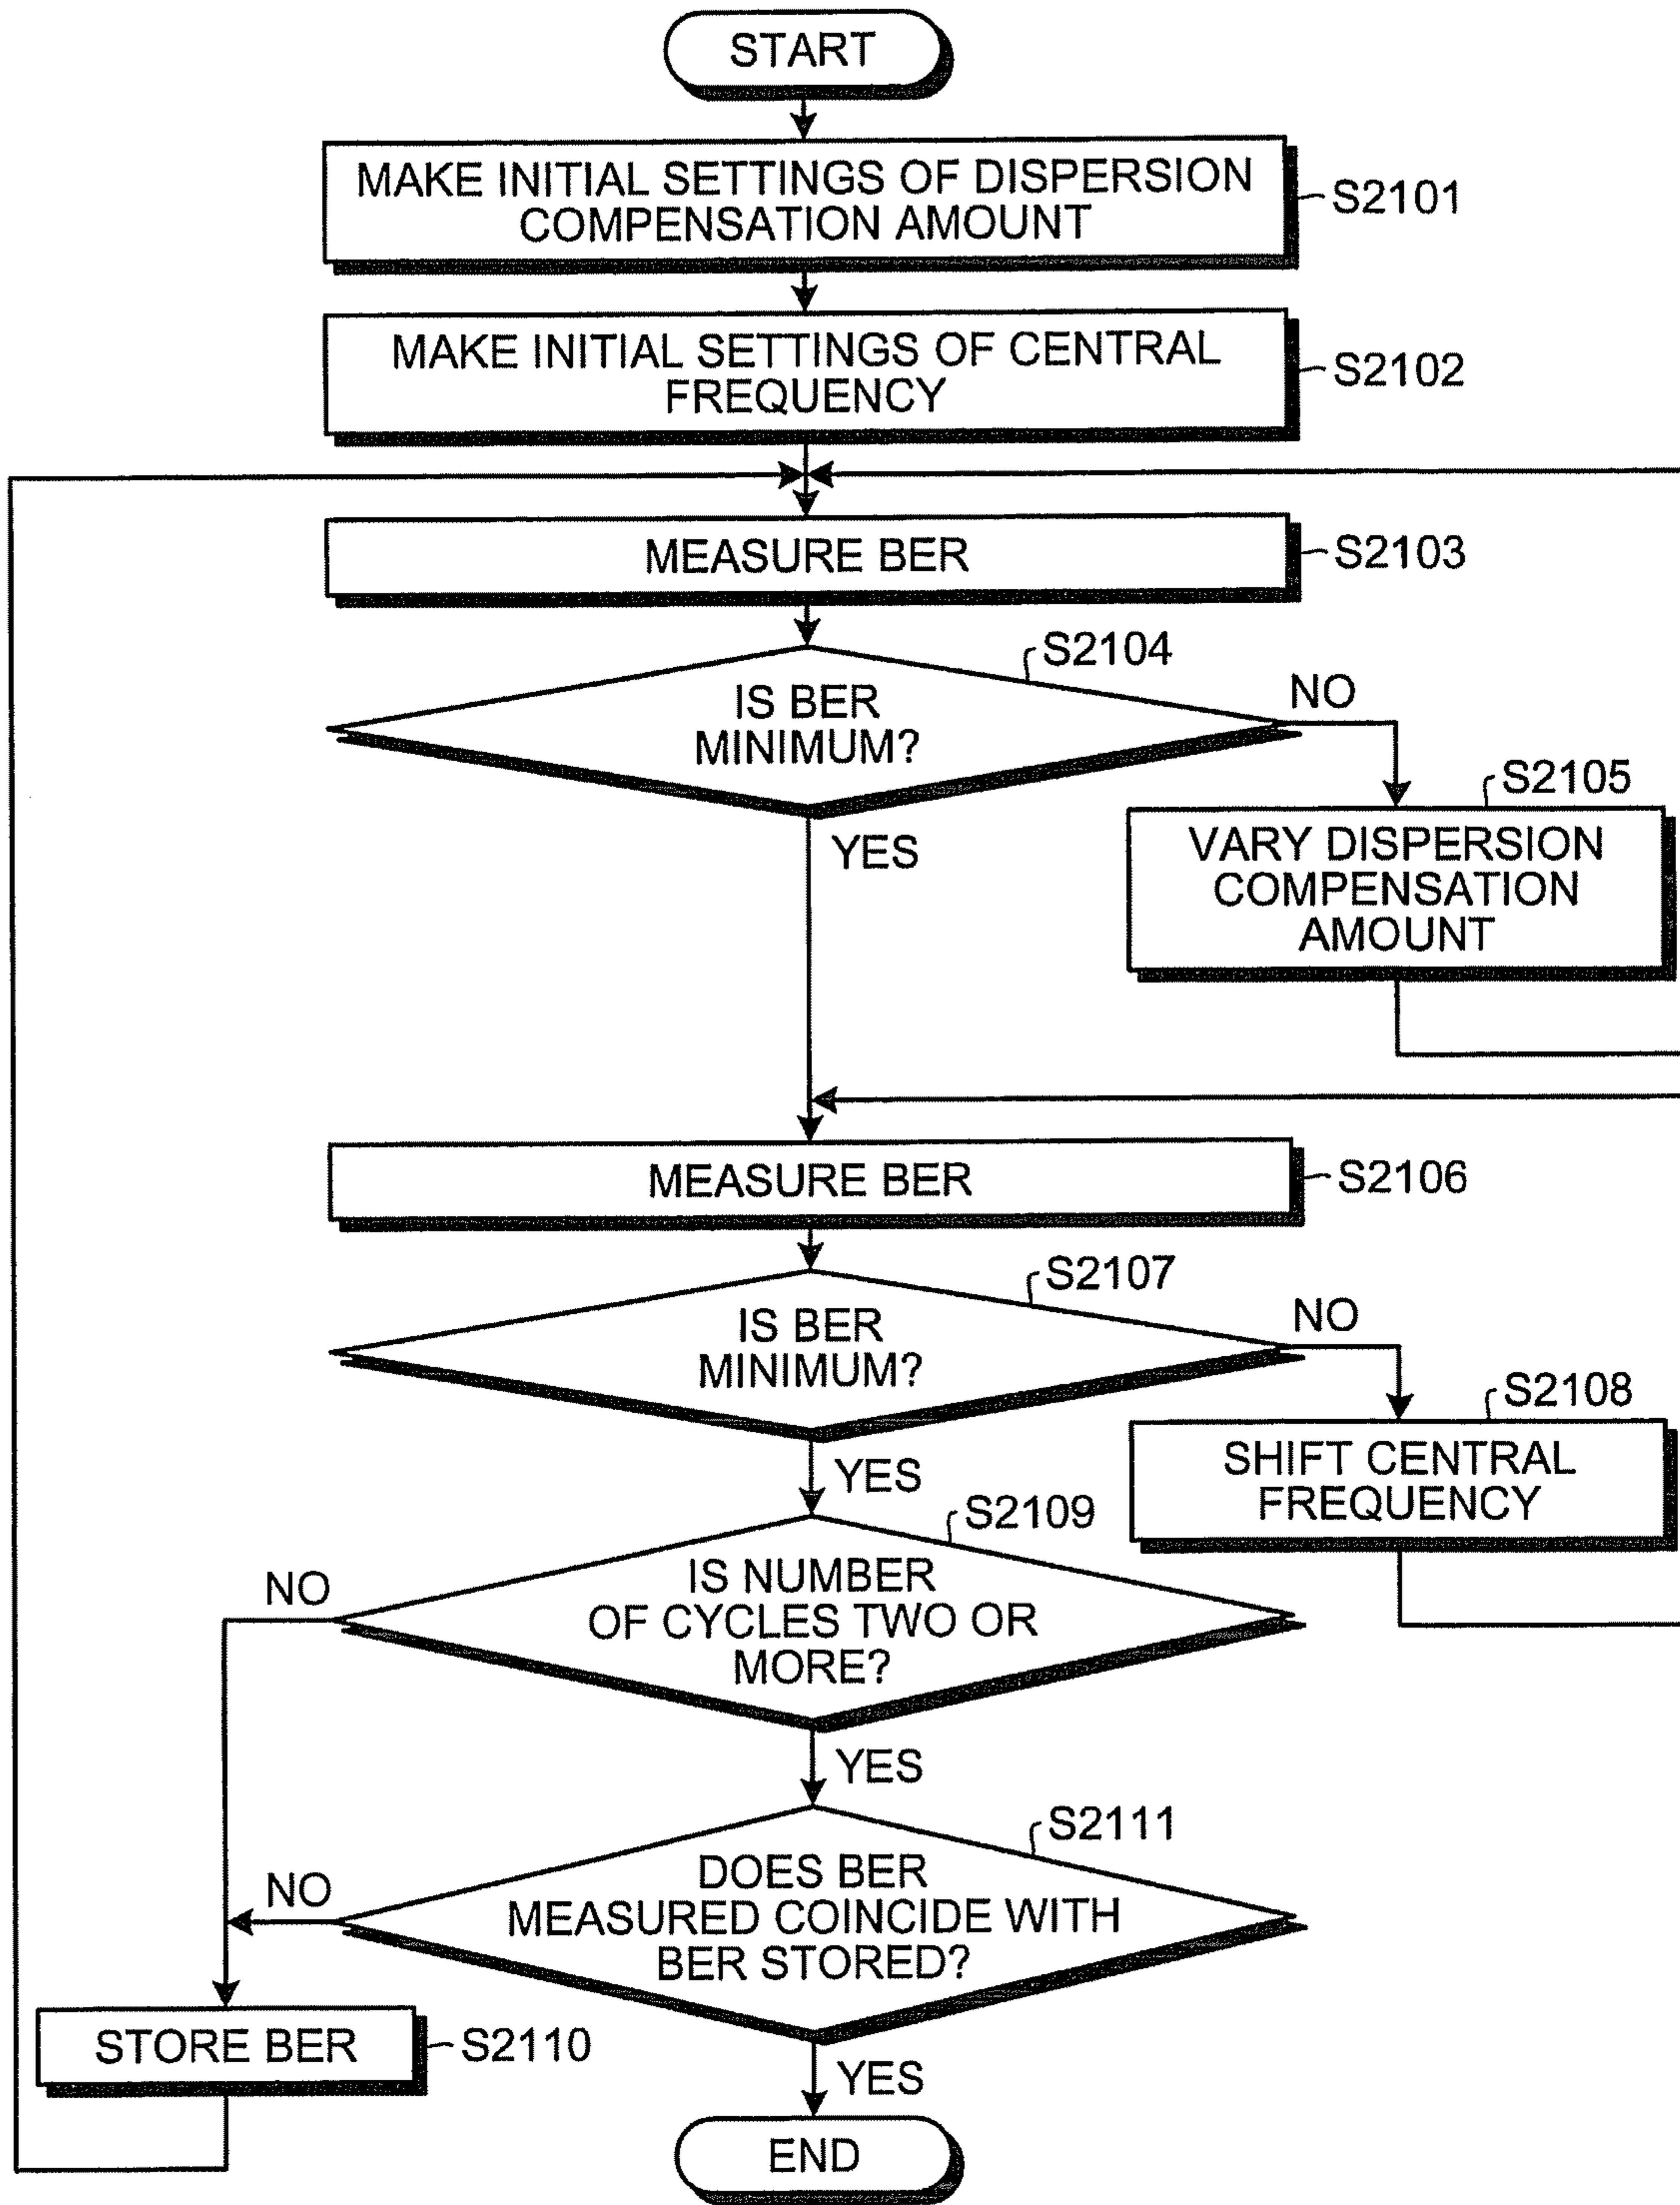 START
MAKE INITIAL SETTINGS OF DISPERSION
COMPENSATION AMOUNT
S2101
MAKE INITIAL SETTINGS OF CENTRAL
FREQUENCY
S2102
MEASURE BER
S2103
S2104
IS BER
MINIMUM?
NO
YES
S2105
VARY DISPERSION
COMPENSATION
AMOUNT
MEASURE BER
S2106
S2107
IS BER
MINIMUM?
NO
YES
S2108
SHIFT CENTRAL
FREQUENCY
S2109
IS NUMBER
OF CYCLES TWO OR
MORE?
NO
YES
S2111
DOES BER
MEASURED COINCIDE WITH
BER STORED?
NO
YES
STORE BER
S2110
END